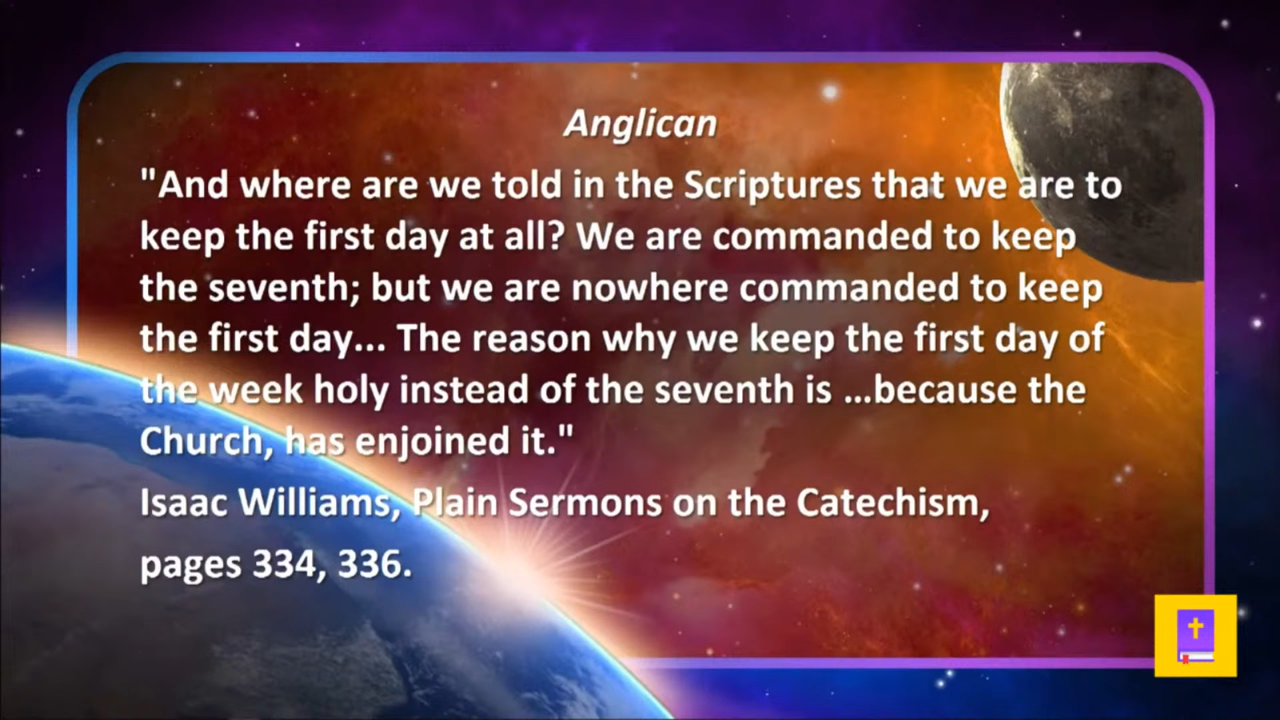 Anglican
"And where are we told in the Scriptures that we are to
keep the first day at all? We are commanded to keep
the seventh; but we are nowhere commanded to keep
the first day... The reason why we keep the first day of
the week holy instead of the seventh is ...because the
Church, has enjoined it."
Isaac Williams, Plain Sermons on the Catechism,
pages 334, 336.